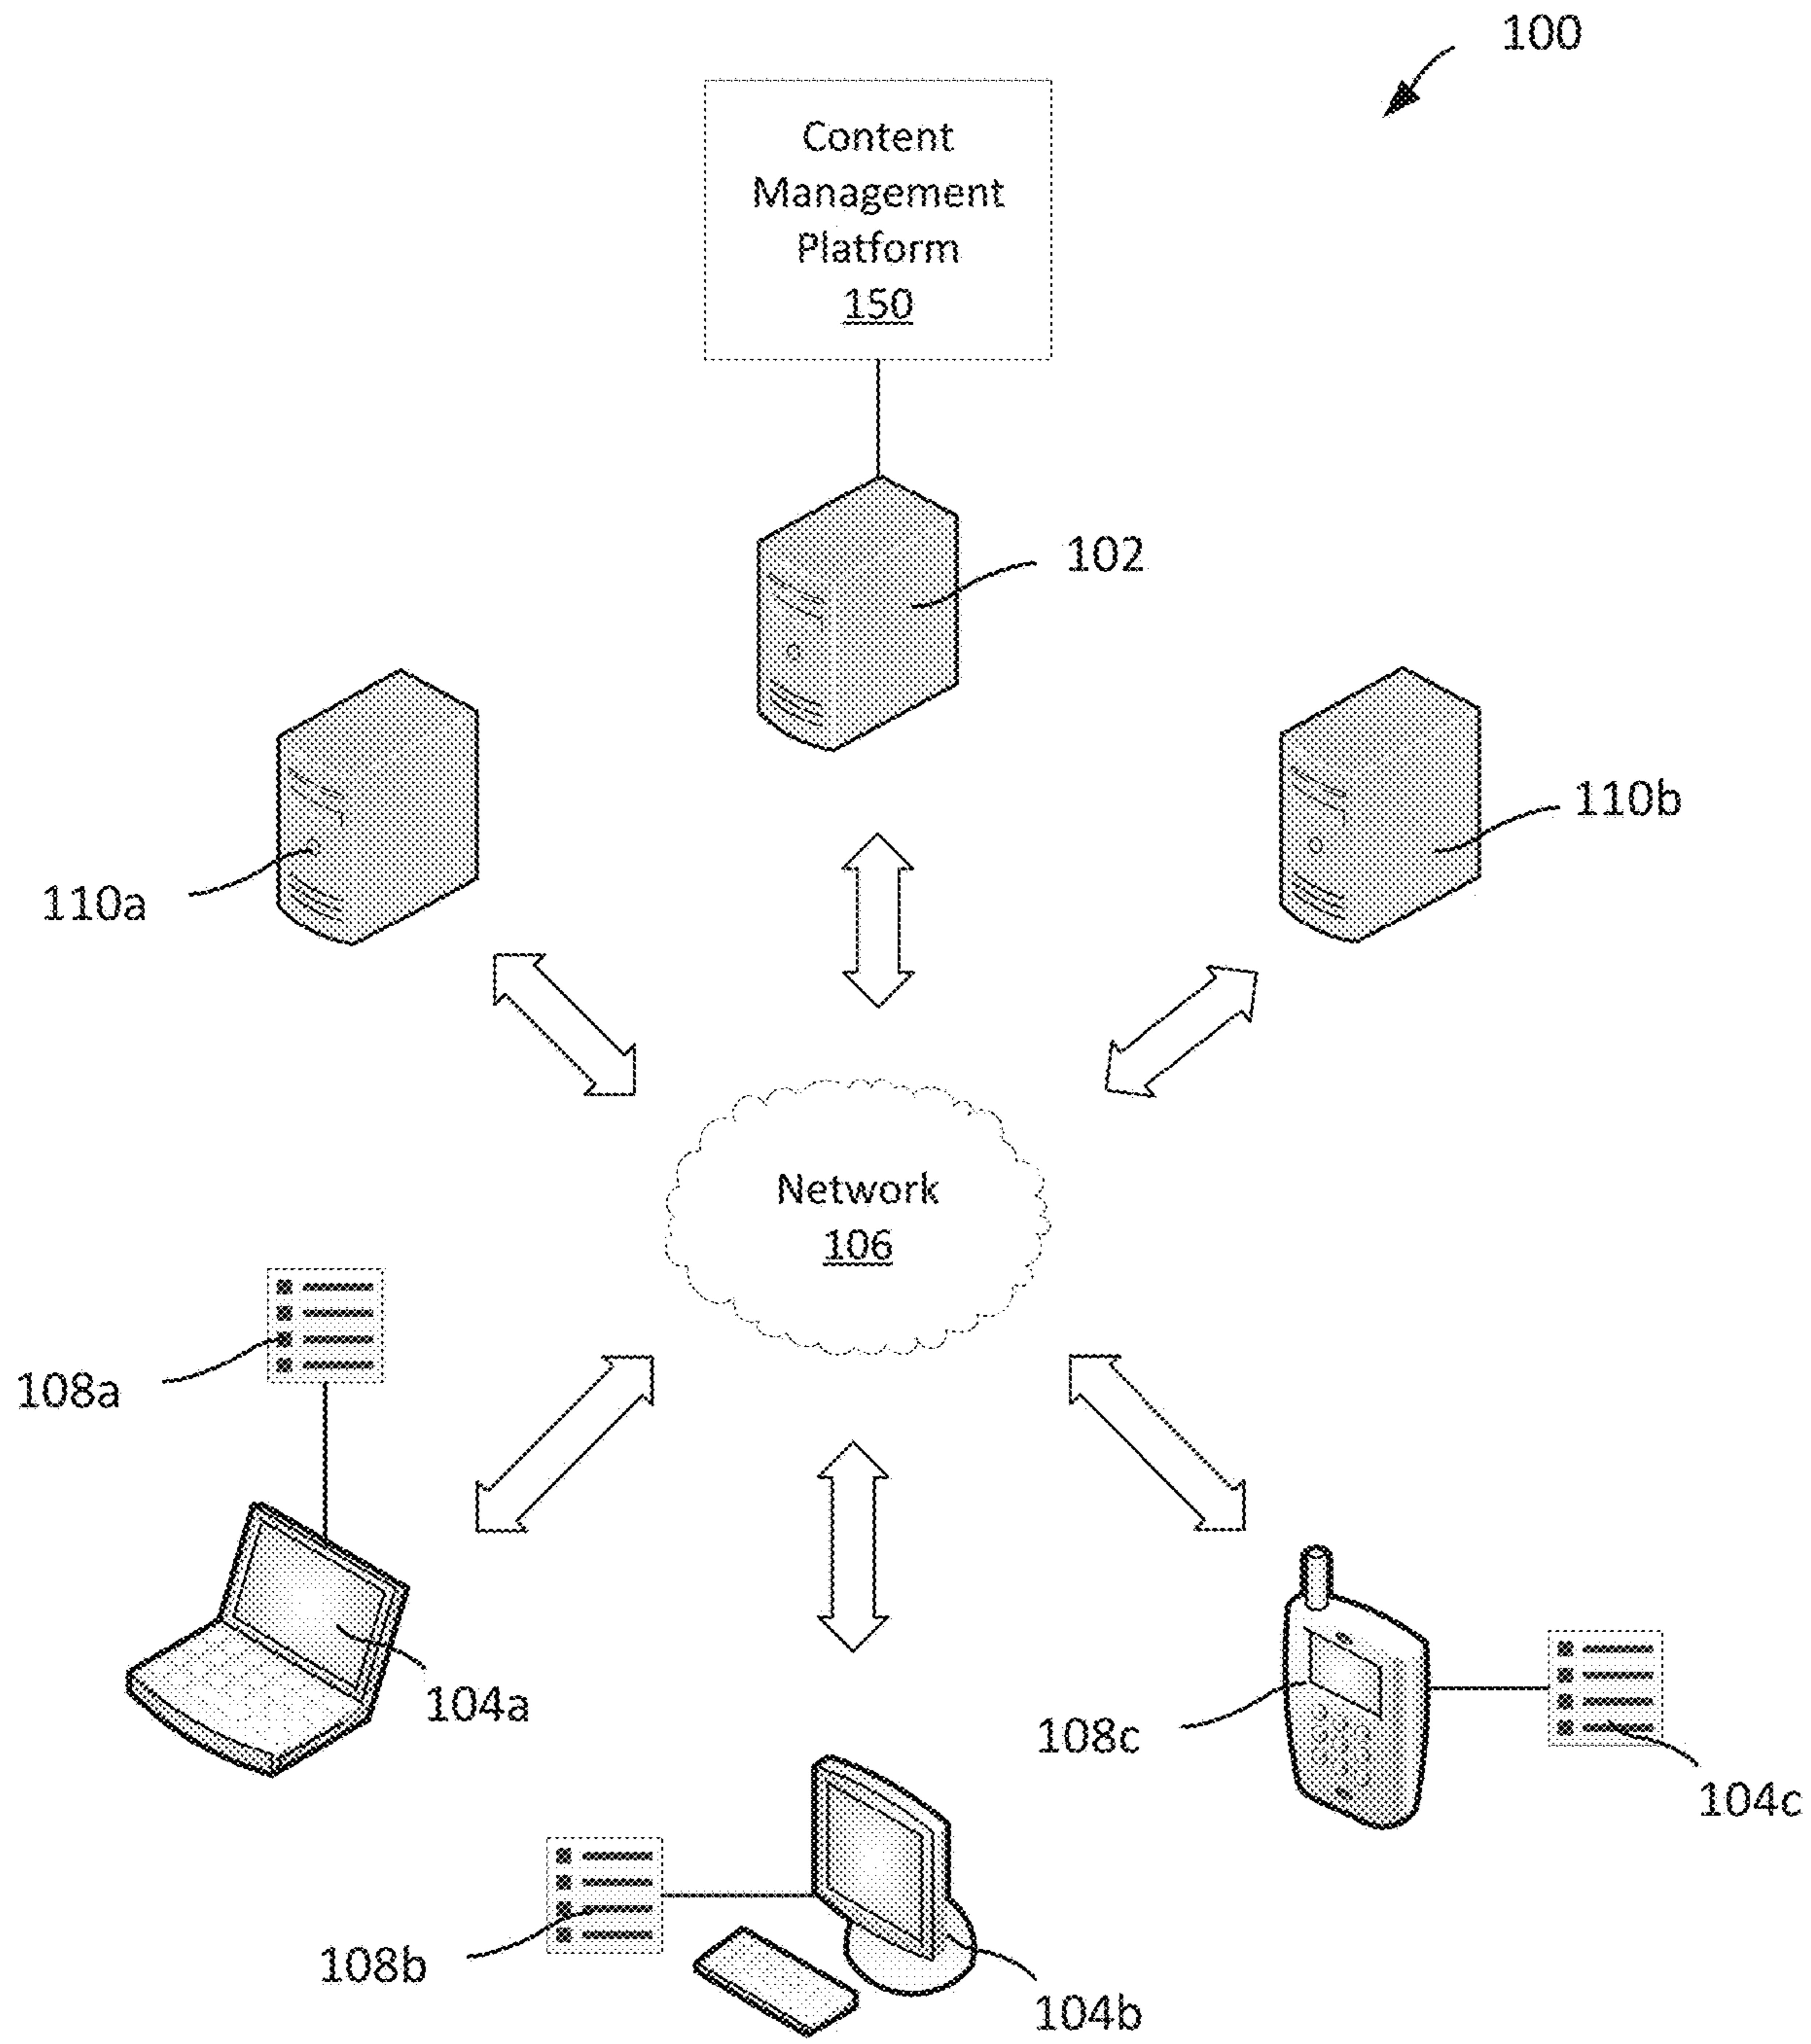 100
Content
Management
Platform
150
102
110b
110a
Network
106
108a
104a
108c
104c
108b
104b